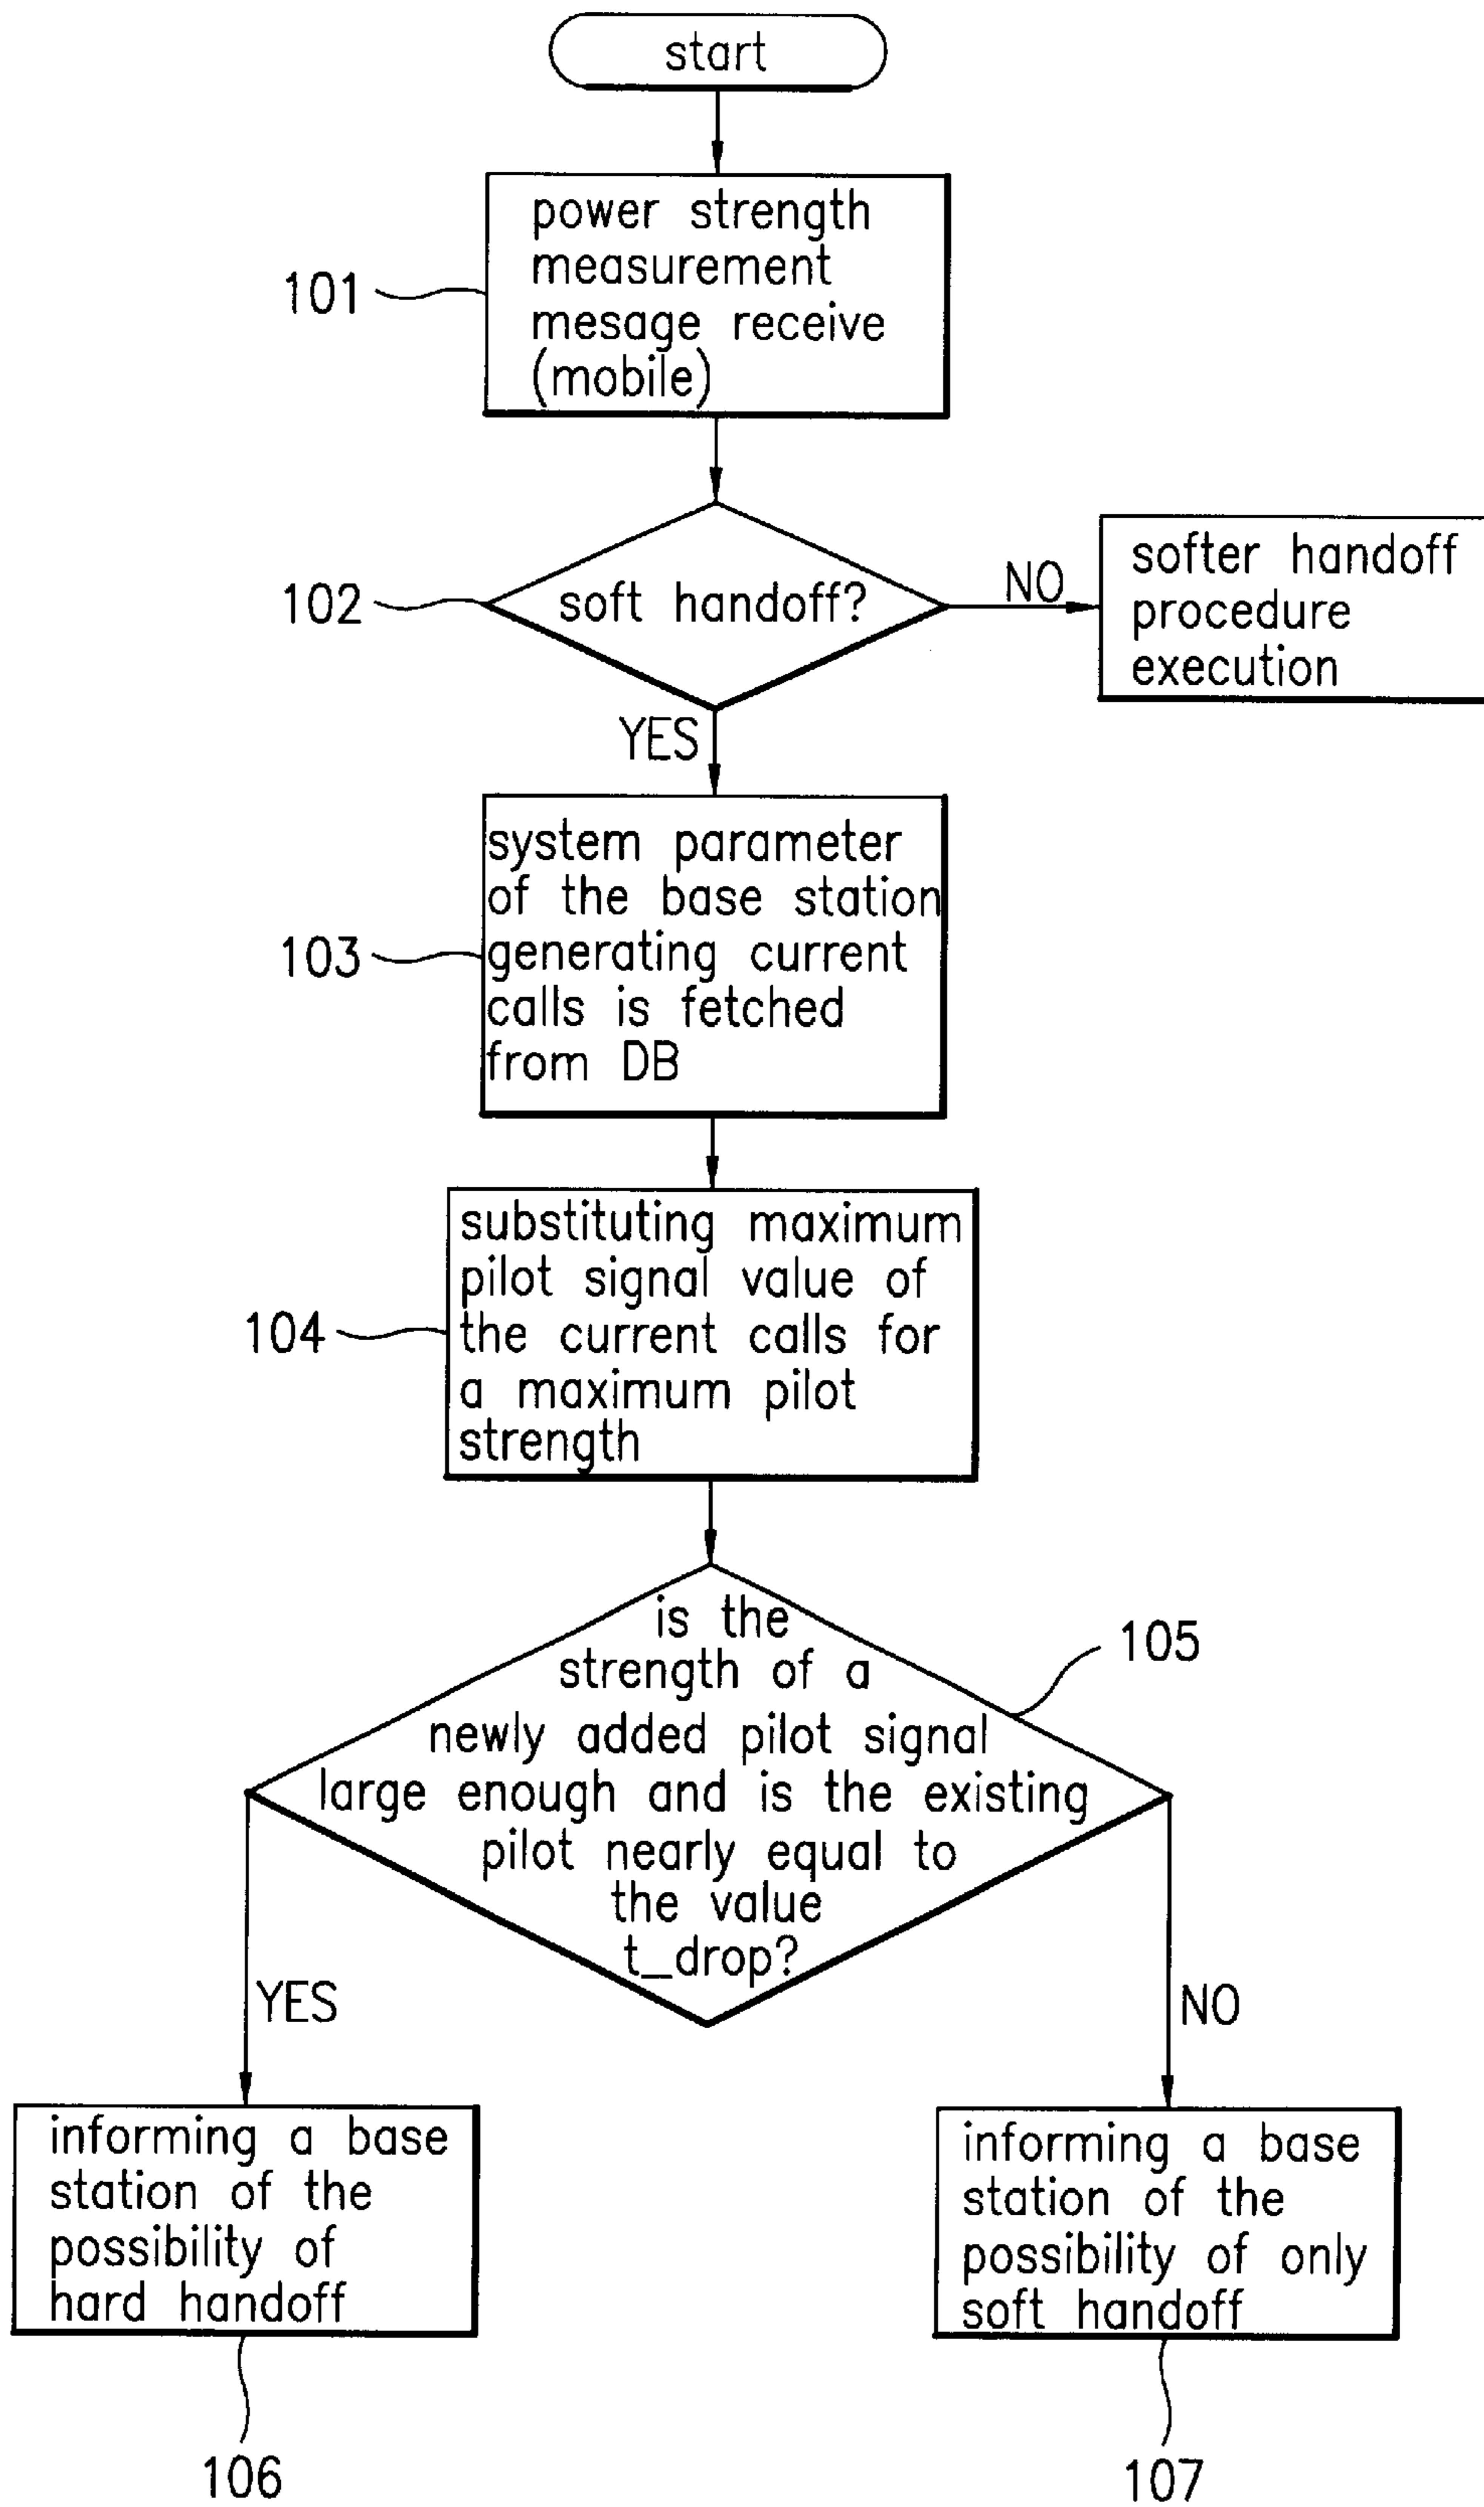 start
power strength
measurement
mesage receive
(mobile)
101
soft handoff?
102
NO
softer handoff
procedure
execution
YES
system parameter
of the base station
generating current
calls is fetched
from DB
103
substituting maximum
pilot signal value of
the current calls for
a maximum pilot
strength
104
is the
strength of a
newly added pilot signal
large enough and is the existing
pilot nearly equal to
the value
t_drop?
105
YES
NO
informing a base
station of the
possibility of
hard handoff
informing a base
station of the
possibility of only
soft handoff
106
107